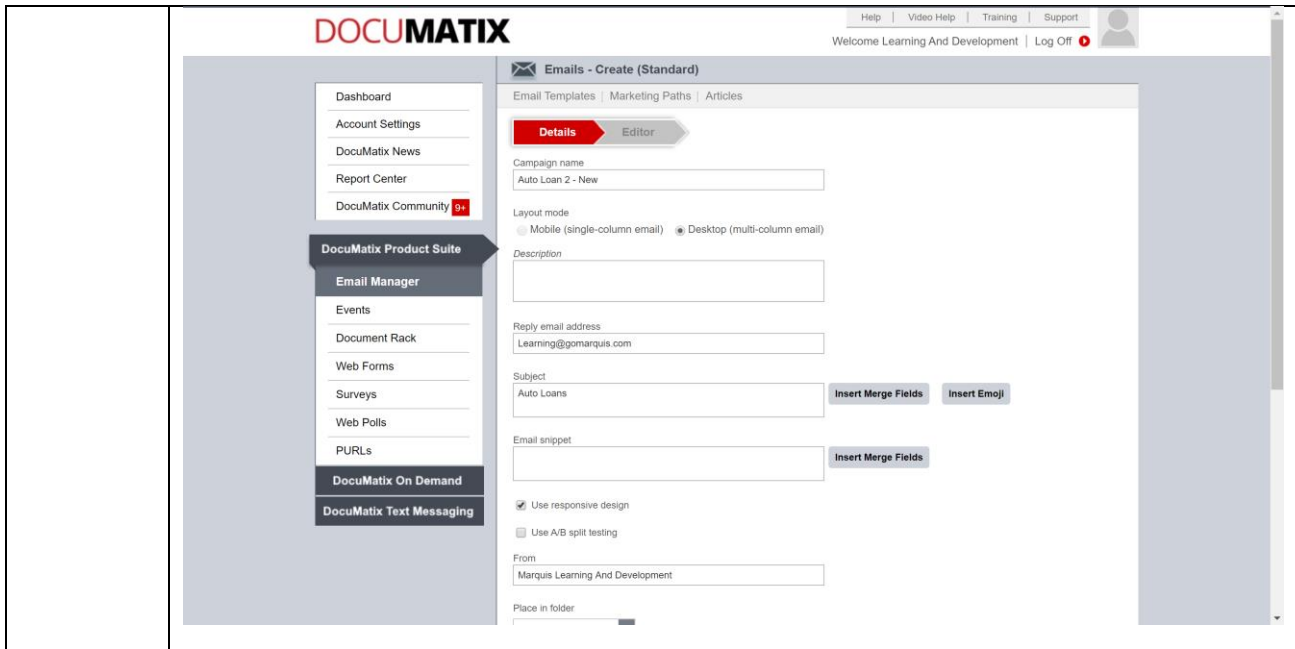 DOCUMATIX
Help | Video Help | Training | Support
Welcome Learning And Development | Log Off
Emails - Create (Standard)
Email Templates | Marketing Paths | Articles
Dashboard
Account Settings
DocuMatix News
Report Center
DocuMatix Community 9+
DocuMatix Product Suite
Email Manager
Events
Document Rack
Web Forms
Surveys
Web Polls
PURLs
DocuMatix On Demand
DocuMatix Text Messaging
Details Editor
Campaign name
Auto Loan 2 - New
Layout mode
Mobile (single-column email) Desktop (multi-column email)
Description
Reply email address
Learning@gomarquis.com
Subject
Auto Loans Insert Merge Fields Insert Emoji
Email snippet
Insert Merge Fields
Use responsive design
Use A/B split testing
From
Marquis Learning And Development
Place in folder